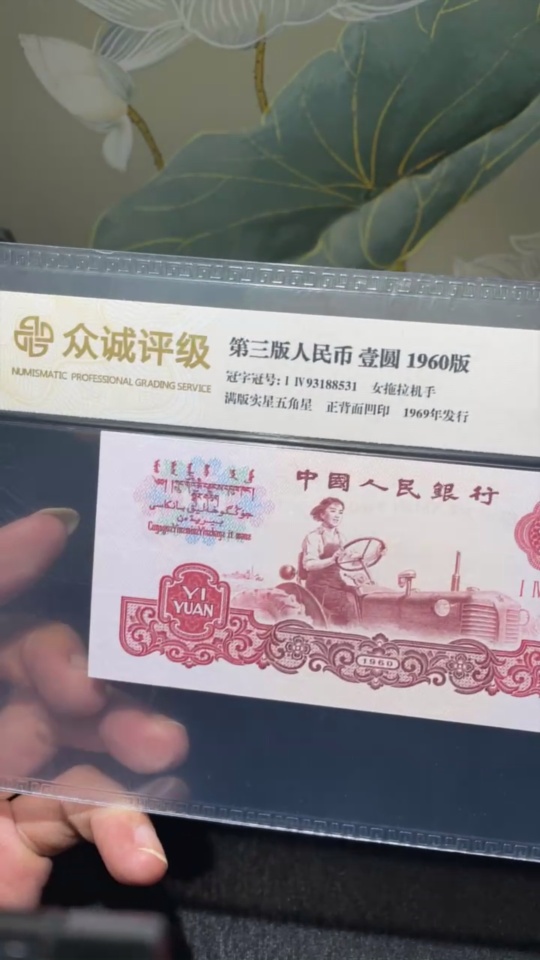 众诚评级
NUMISMATIC PROFESSIONAL GRADING SERVICE
第三版人民币 壹圆 1960版
冠字冠号: I IV 93188531 女拖拉机手
满版实星五角星 正背面凹印 1969年发行
中國人民銀行
YI
YUAN
1960
I